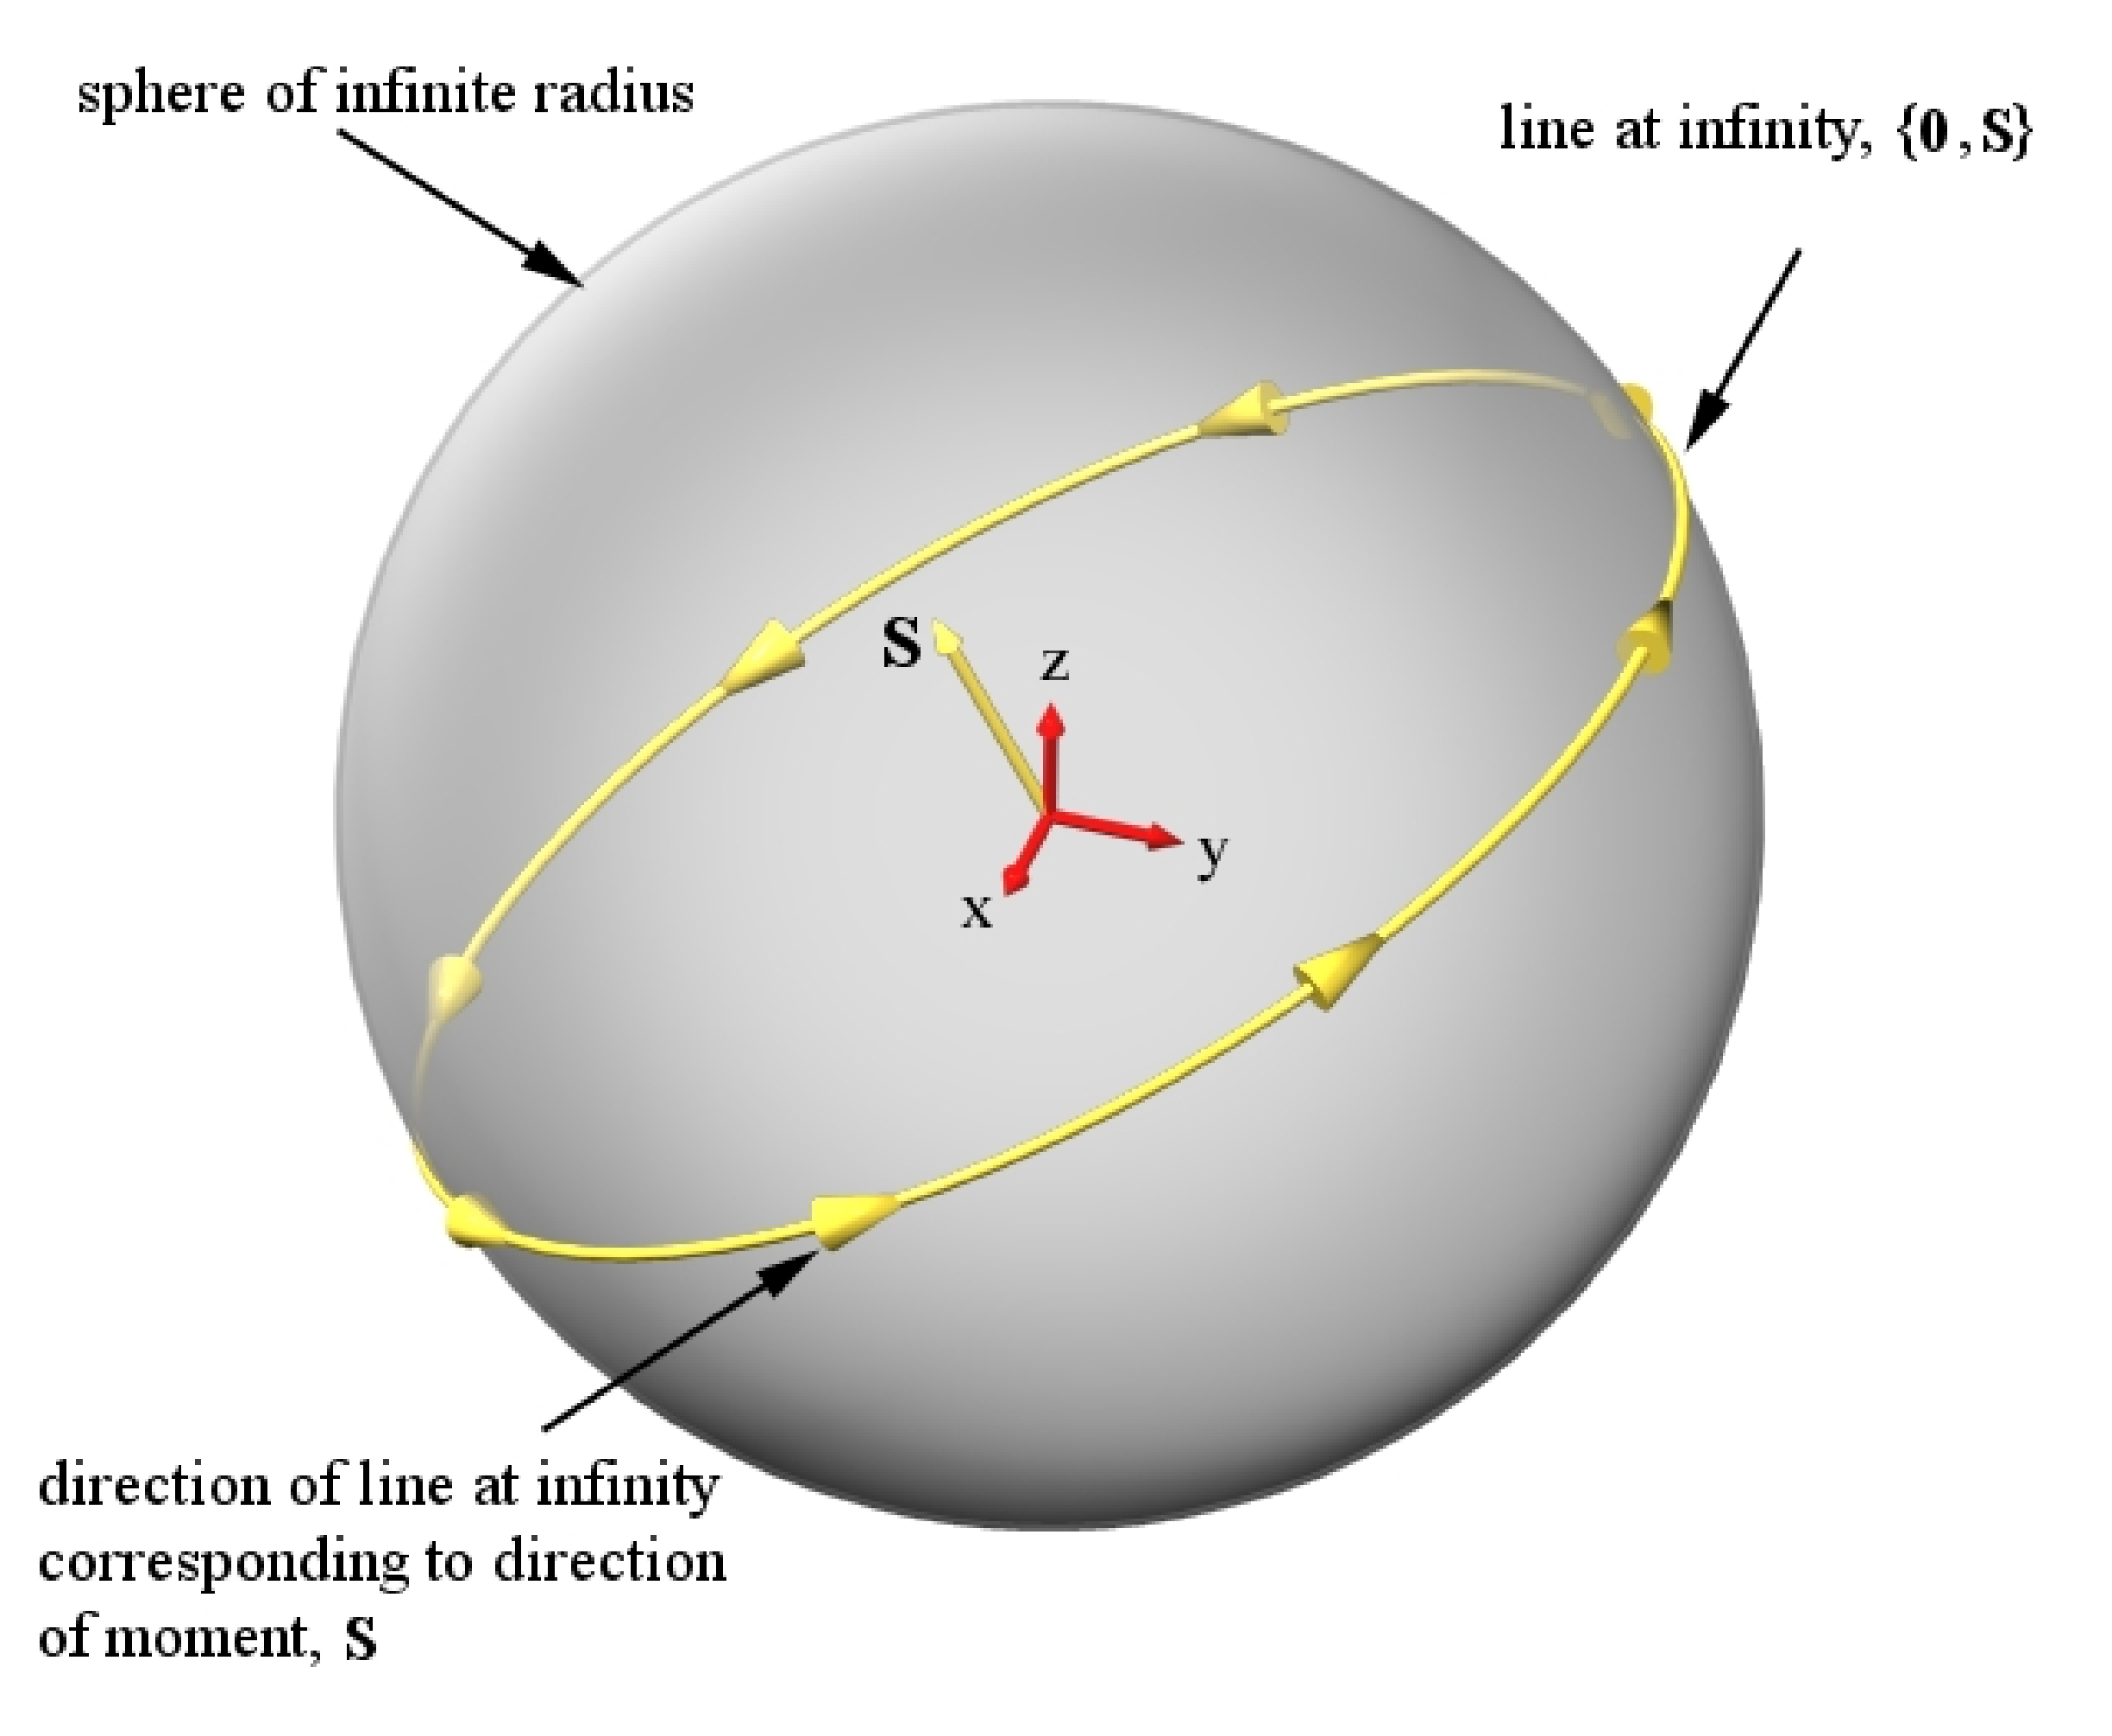 sphere of infinite radius
line at infinity, {0,S}
S
z
y
x
direction of line at infinity
corresponding to direction
of moment, S